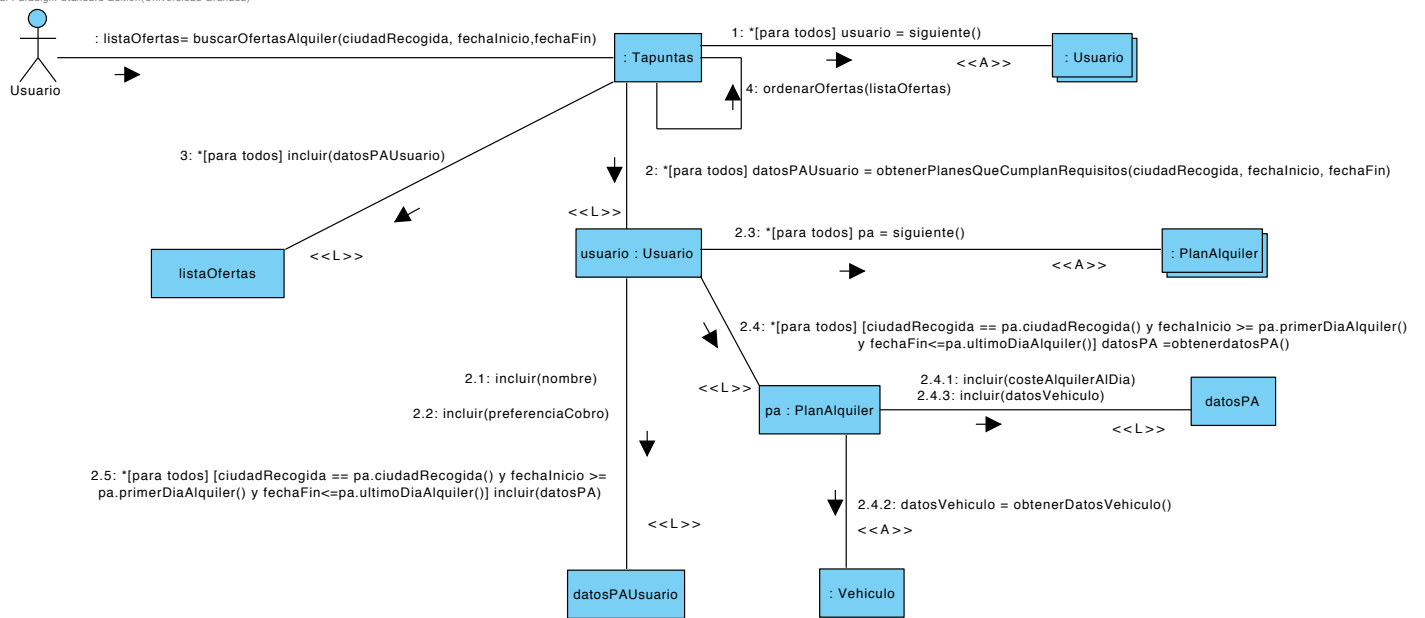 Usuario
: listaOfertas= buscarOfertasAlquiler(ciudadRecogida, fechaInicio,fechaFin)
: Tapuntas
1: *[para todos] usuario = siguiente()
<<A>>
: Usuario
4: ordenarOfertas(listaOfertas)
3: *[para todos] incluir(datosPAUsuario)
2: *[para todos] datosPAUsuario = obtenerPlanesQueCumplanRequisitos(ciudadRecogida, fechaInicio, fechaFin)
<<L>>
<<L>>
listaOfertas
usuario : Usuario
2.3: *[para todos] pa = siguiente()
<<A>>
: PlanAlquiler
2.4: *[para todos] [ciudadRecogida == pa.ciudadRecogida() y fechaInicio >= pa.primerDiaAlquiler()
y fechaFin<=pa.ultimoDiaAlquiler()] datosPA =obtenerdatosPA()
<<L>>
2.1: incluir(nombre)
2.2: incluir(preferenciaCobro)
pa : PlanAlquiler
2.4.1: incluir(costeAlquilerAlDia)
2.4.3: incluir(datosVehiculo)
<<L>>
datosPA
2.5: *[para todos] [ciudadRecogida == pa.ciudadRecogida() y fechaInicio >=
pa.primerDiaAlquiler() y fechaFin<=pa.ultimoDiaAlquiler()] incluir(datosPA)
<<L>>
2.4.2: datosVehiculo = obtenerDatosVehiculo()
<<A>>
datosPAUsuario
: Vehiculo